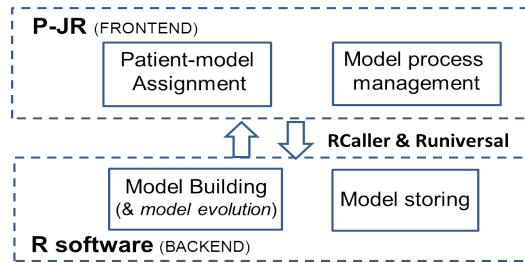 P-JR (FRONTEND)
Patient-model
Assignment
Model process
management
RCaller & Runiversal
Model Building
(& model evolution)
Model storing
R software (BACKEND)